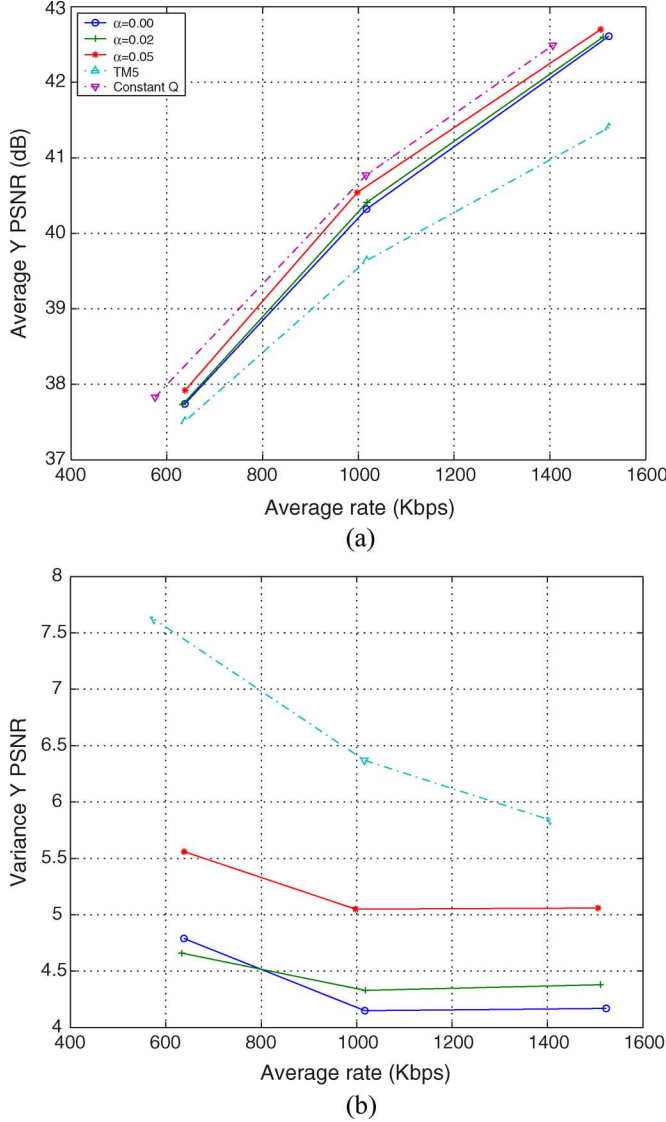 43
42
41
40
39
38
37
400
600
800
1000
1200
1400
1600
α=0.00
α=0.02
α=0.05
TM5
Constant Q
Average Y PSNR (dB)
Average rate (Kbps)
(a)
8
7.5
7
6.5
6
5.5
5
4.5
4
400
600
800
1000
1200
1400
1600
Variance Y PSNR
Average rate (Kbps)
(b)